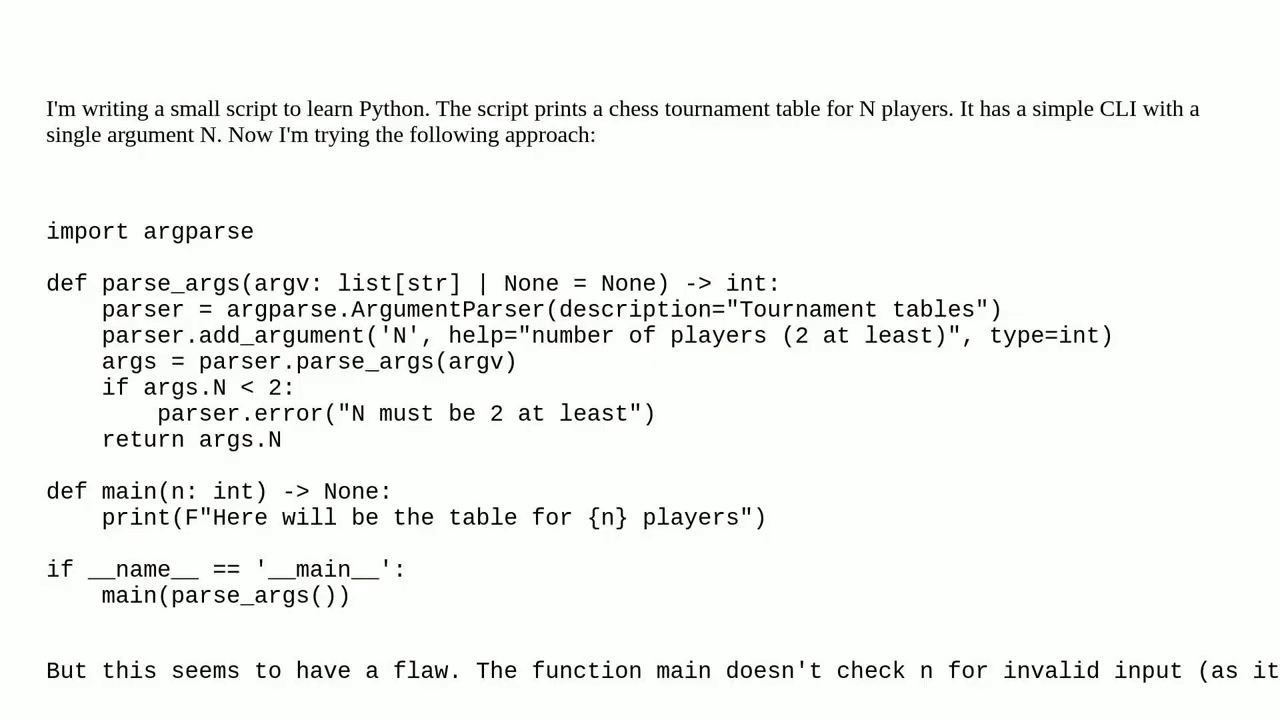 I'm writing a small script to learn Python. The script prints a chess tournament table for N players. It has a simple CLI with a
single argument N. Now I'm trying the following approach:
import argparse
def parse_args(argv: list[str] | None = None) -> int:
    parser = argparse.ArgumentParser(description="Tournament tables")
    parser.add_argument('N', help="number of players (2 at least)", type=int)
    args = parser.parse_args(argv)
    if args.N < 2:
        parser.error("N must be 2 at least")
    return args.N
def main(n: int) -> None:
    print(F"Here will be the table for {n} players")
if __name__ == '__main__':
    main(parse_args())
But this seems to have a flaw. The function main doesn't check n for invalid input (as it